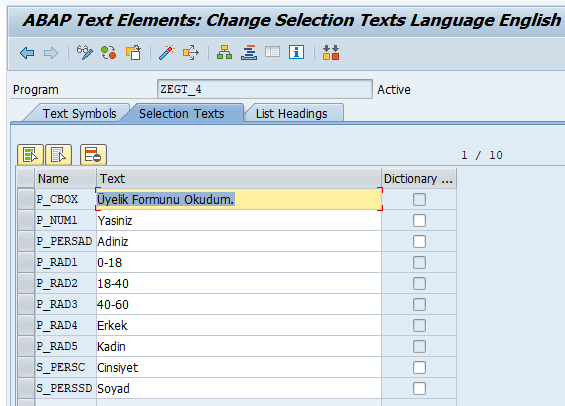 ABAP Text Elements: Change Selection Texts Language English
Program ZEGT_4 Active
Text Symbols Selection Texts List Headings
1 / 10
Name Text Dictionary ...
P_CBOX Üyelik Formunu Okudum.
P_NUM1 Yasiniz
P_PERSAD Adiniz
P_RAD1 0-18
P_RAD2 18-40
P_RAD3 40-60
P_RAD4 Erkek
P_RAD5 Kadin
S_PERSC Cinsiyet
S_PERSSD Soyad